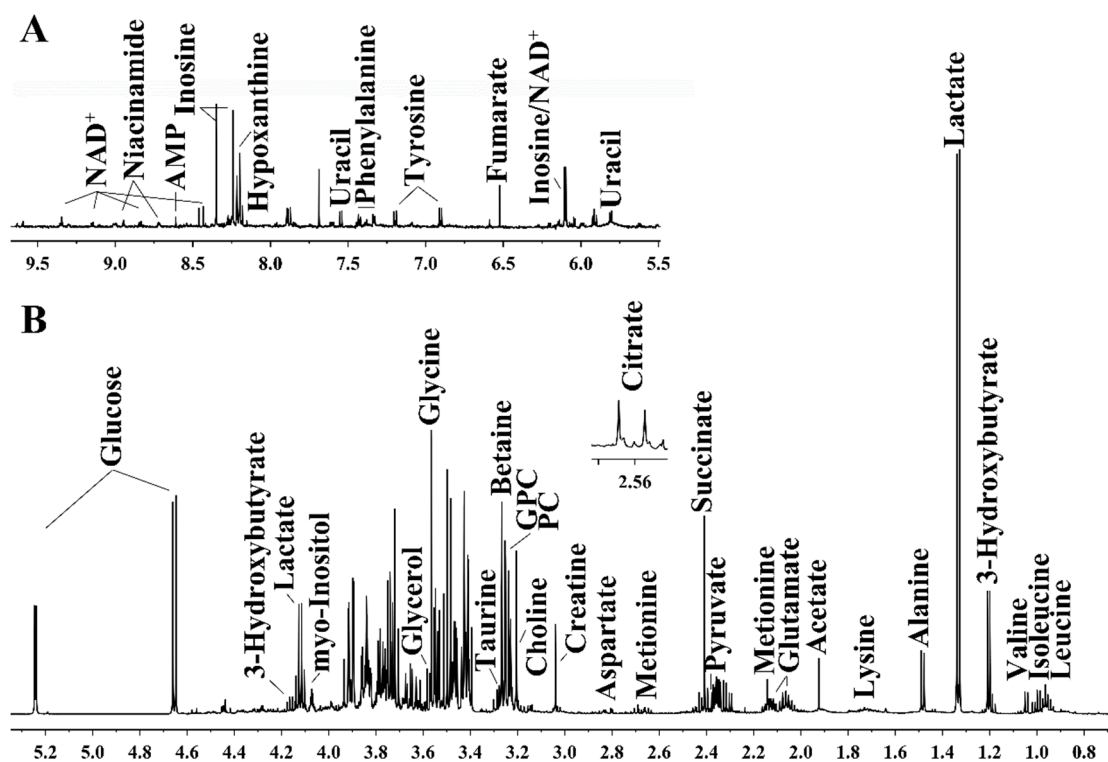 A
NAD+
Niacinamide
AMP
Inosine
Hypoxanthine
Uracil
Phenylalanine
Tyrosine
Fumarate
Inosine/NAD+
Uracil
9.5 9.0 8.5 8.0 7.5 7.0 6.5 6.0 5.5
B
Glucose
3-Hydroxybutyrate
Lactate
myo-Inositol
Glycerol
Glycine
Taurine
Betaine
GPC
PC
Choline
Creatine
Citrate
2.56
Aspartate
Metionine
Succinate
Pyruvate
Metionine
Glutamate
Acetate
Lysine
Alanine
Lactate
3-Hydroxybutyrate
Valine
Isoleucine
Leucine
5.2 5.0 4.8 4.6 4.4 4.2 4.0 3.8 3.6 3.4 3.2 3.0 2.8 2.6 2.4 2.2 2.0 1.8 1.6 1.4 1.2 1.0 0.8